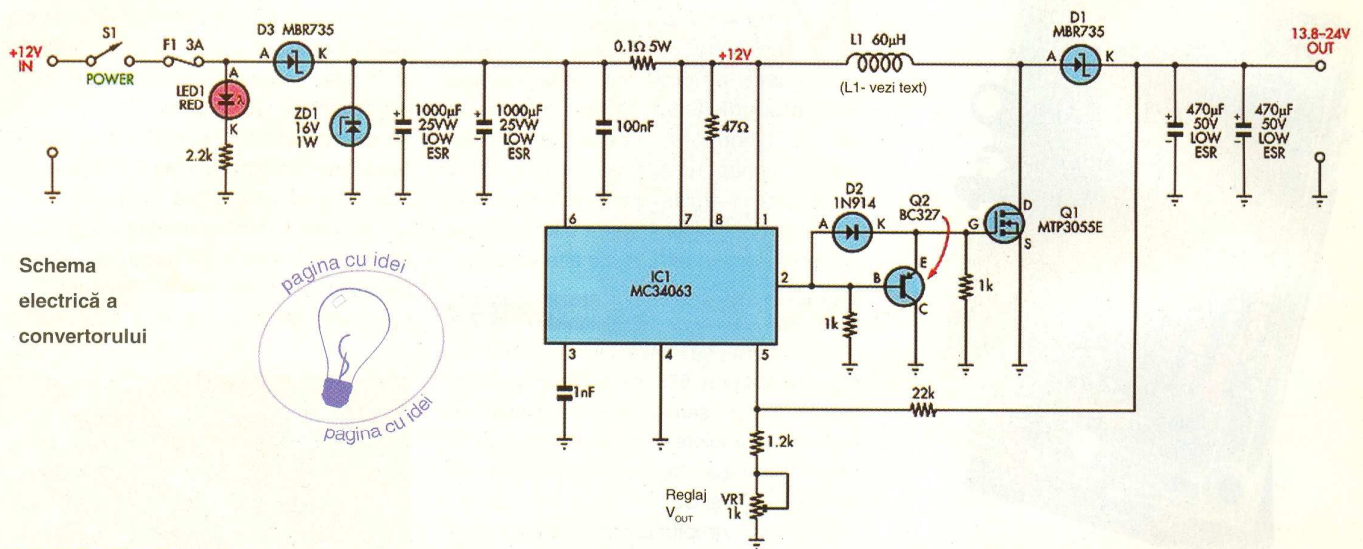 +12V
IN
S1
POWER
F1 3A
A
LED1
RED
λ
K
2.2k
D3 MBR735
A
K
ZD1
16V
1W
+
–
1000µF
25VW
LOW
ESR
+
–
1000µF
25VW
LOW
ESR
100nF
0.1Ω 5W
+12V
47Ω
L1 60µH
(L1- vezi text)
D1
MBR735
A
K
13.8–24V
OUT
+
–
470µF
50V
LOW
ESR
+
–
470µF
50V
LOW
ESR
6
7
8
1
IC1
MC34063
2
3
4
5
D2
1N914
A
K
Q2
BC327
B
E
C
1k
1k
G
D
S
Q1
MTP3055E
1nF
22k
1.2k
Reglaj
VOUT
VR1
1k
Schema
electrică a
convertorului
pagina cu idei
pagina cu idei